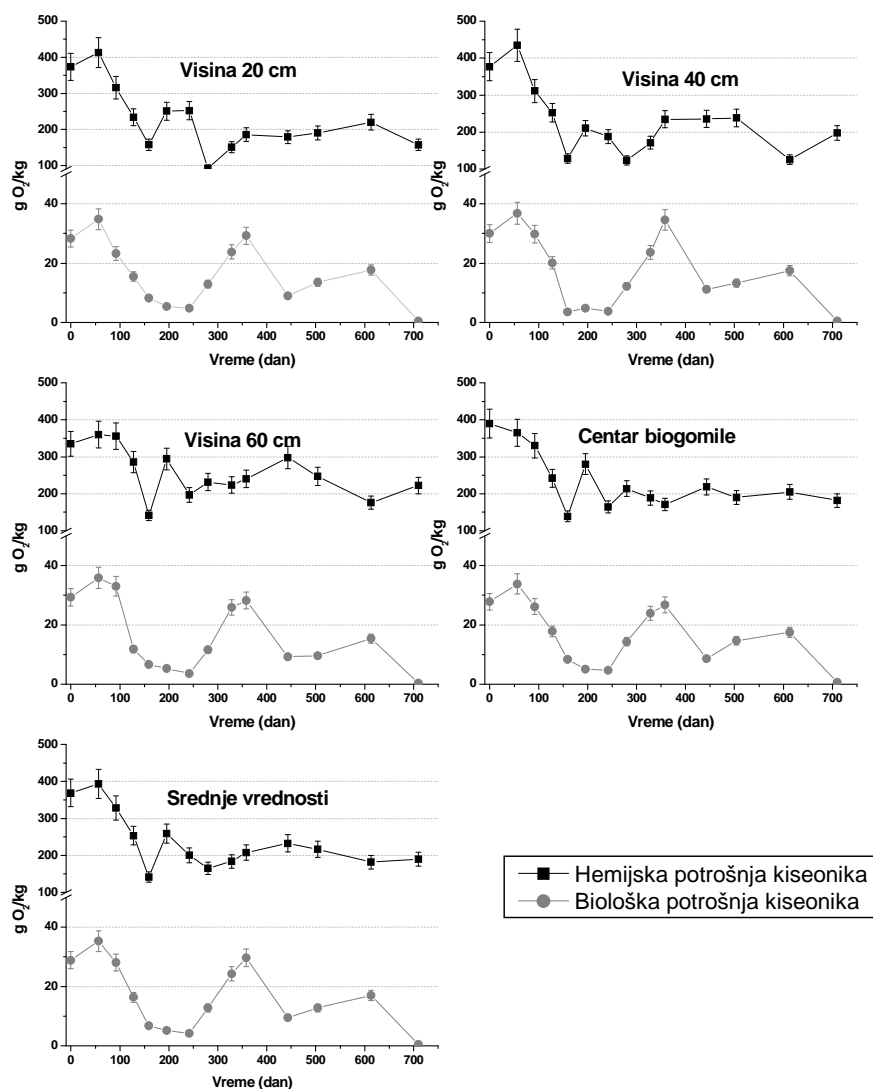 Visina 20 cm
g O₂/kg
500
400
300
200
100
40
20
0
0 100 200 300 400 500 600 700
Vreme (dan)
Visina 40 cm
g O₂/kg
500
400
300
200
100
40
20
0
0 100 200 300 400 500 600 700
Vreme (dan)
Visina 60 cm
g O₂/kg
500
400
300
200
100
40
20
0
0 100 200 300 400 500 600 700
Vreme (dan)
Centar biogomile
g O₂/kg
500
400
300
200
100
40
20
0
0 100 200 300 400 500 600 700
Vreme (dan)
Srednje vrednosti
g O₂/kg
500
400
300
200
100
40
20
0
0 100 200 300 400 500 600 700
Vreme (dan)
Hemijska potrošnja kiseonika
Biološka potrošnja kiseonika